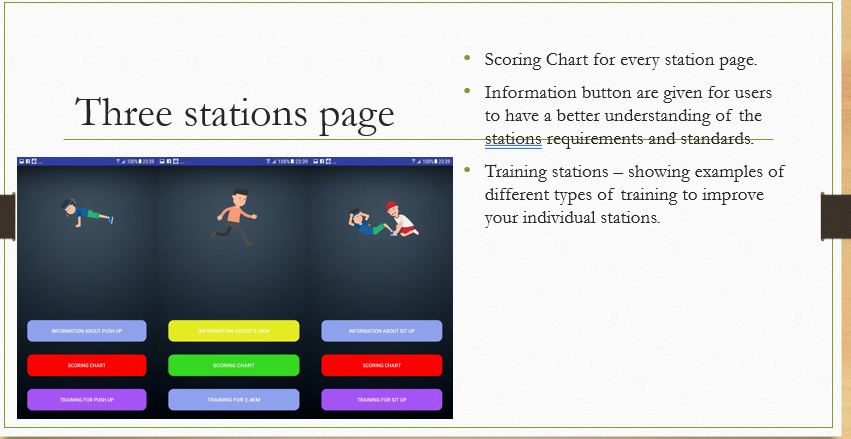 Three stations page
• Scoring Chart for every station page.
• Information button are given for users
to have a better understanding of the
stations requirements and standards.
• Training stations – showing examples of
different types of training to improve
your individual stations.
100% 23:39
100% 23:39
100% 23:39
INFORMATION ABOUT PUSH UP
INFORMATION ABOUT 2.4KM
INFORMATION ABOUT SIT UP
SCORING CHART
SCORING CHART
SCORING CHART
TRAINING FOR PUSH UP
TRAINING FOR 2.4KM
TRAINING FOR SIT UP